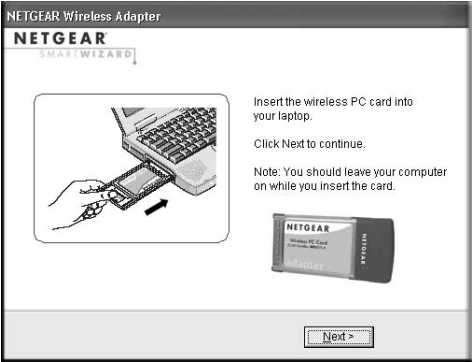 NETGEAR Wireless Adapter
NETGEAR
SMARTWIZARD
Insert the wireless PC card into
your laptop.
Click Next to continue.
Note: You should leave your computer
on while you insert the card.
NETGEAR
Wireless PC Card
NETGEAR
adapter
Next >